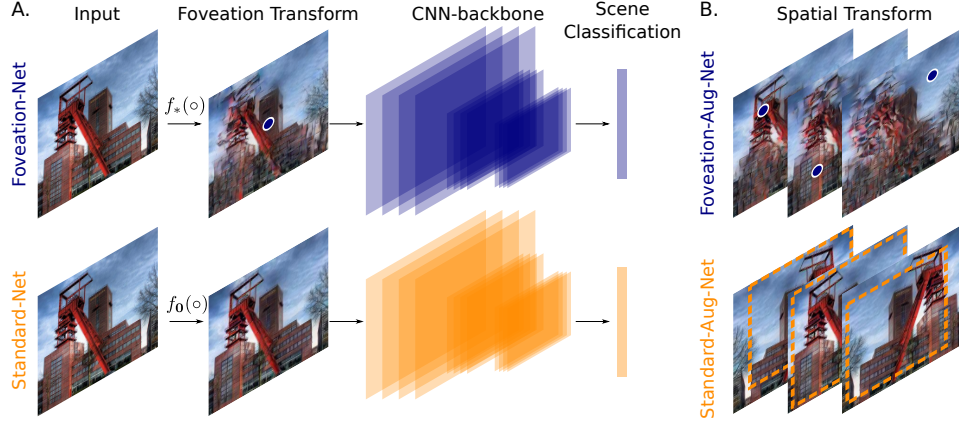 A.
Input
Foveation Transform
CNN-backbone
Scene
Classification
B.
Spatial Transform
Foveation-Net
f*(∘)
Foveation-Aug-Net
Standard-Net
f0(∘)
Standard-Aug-Net